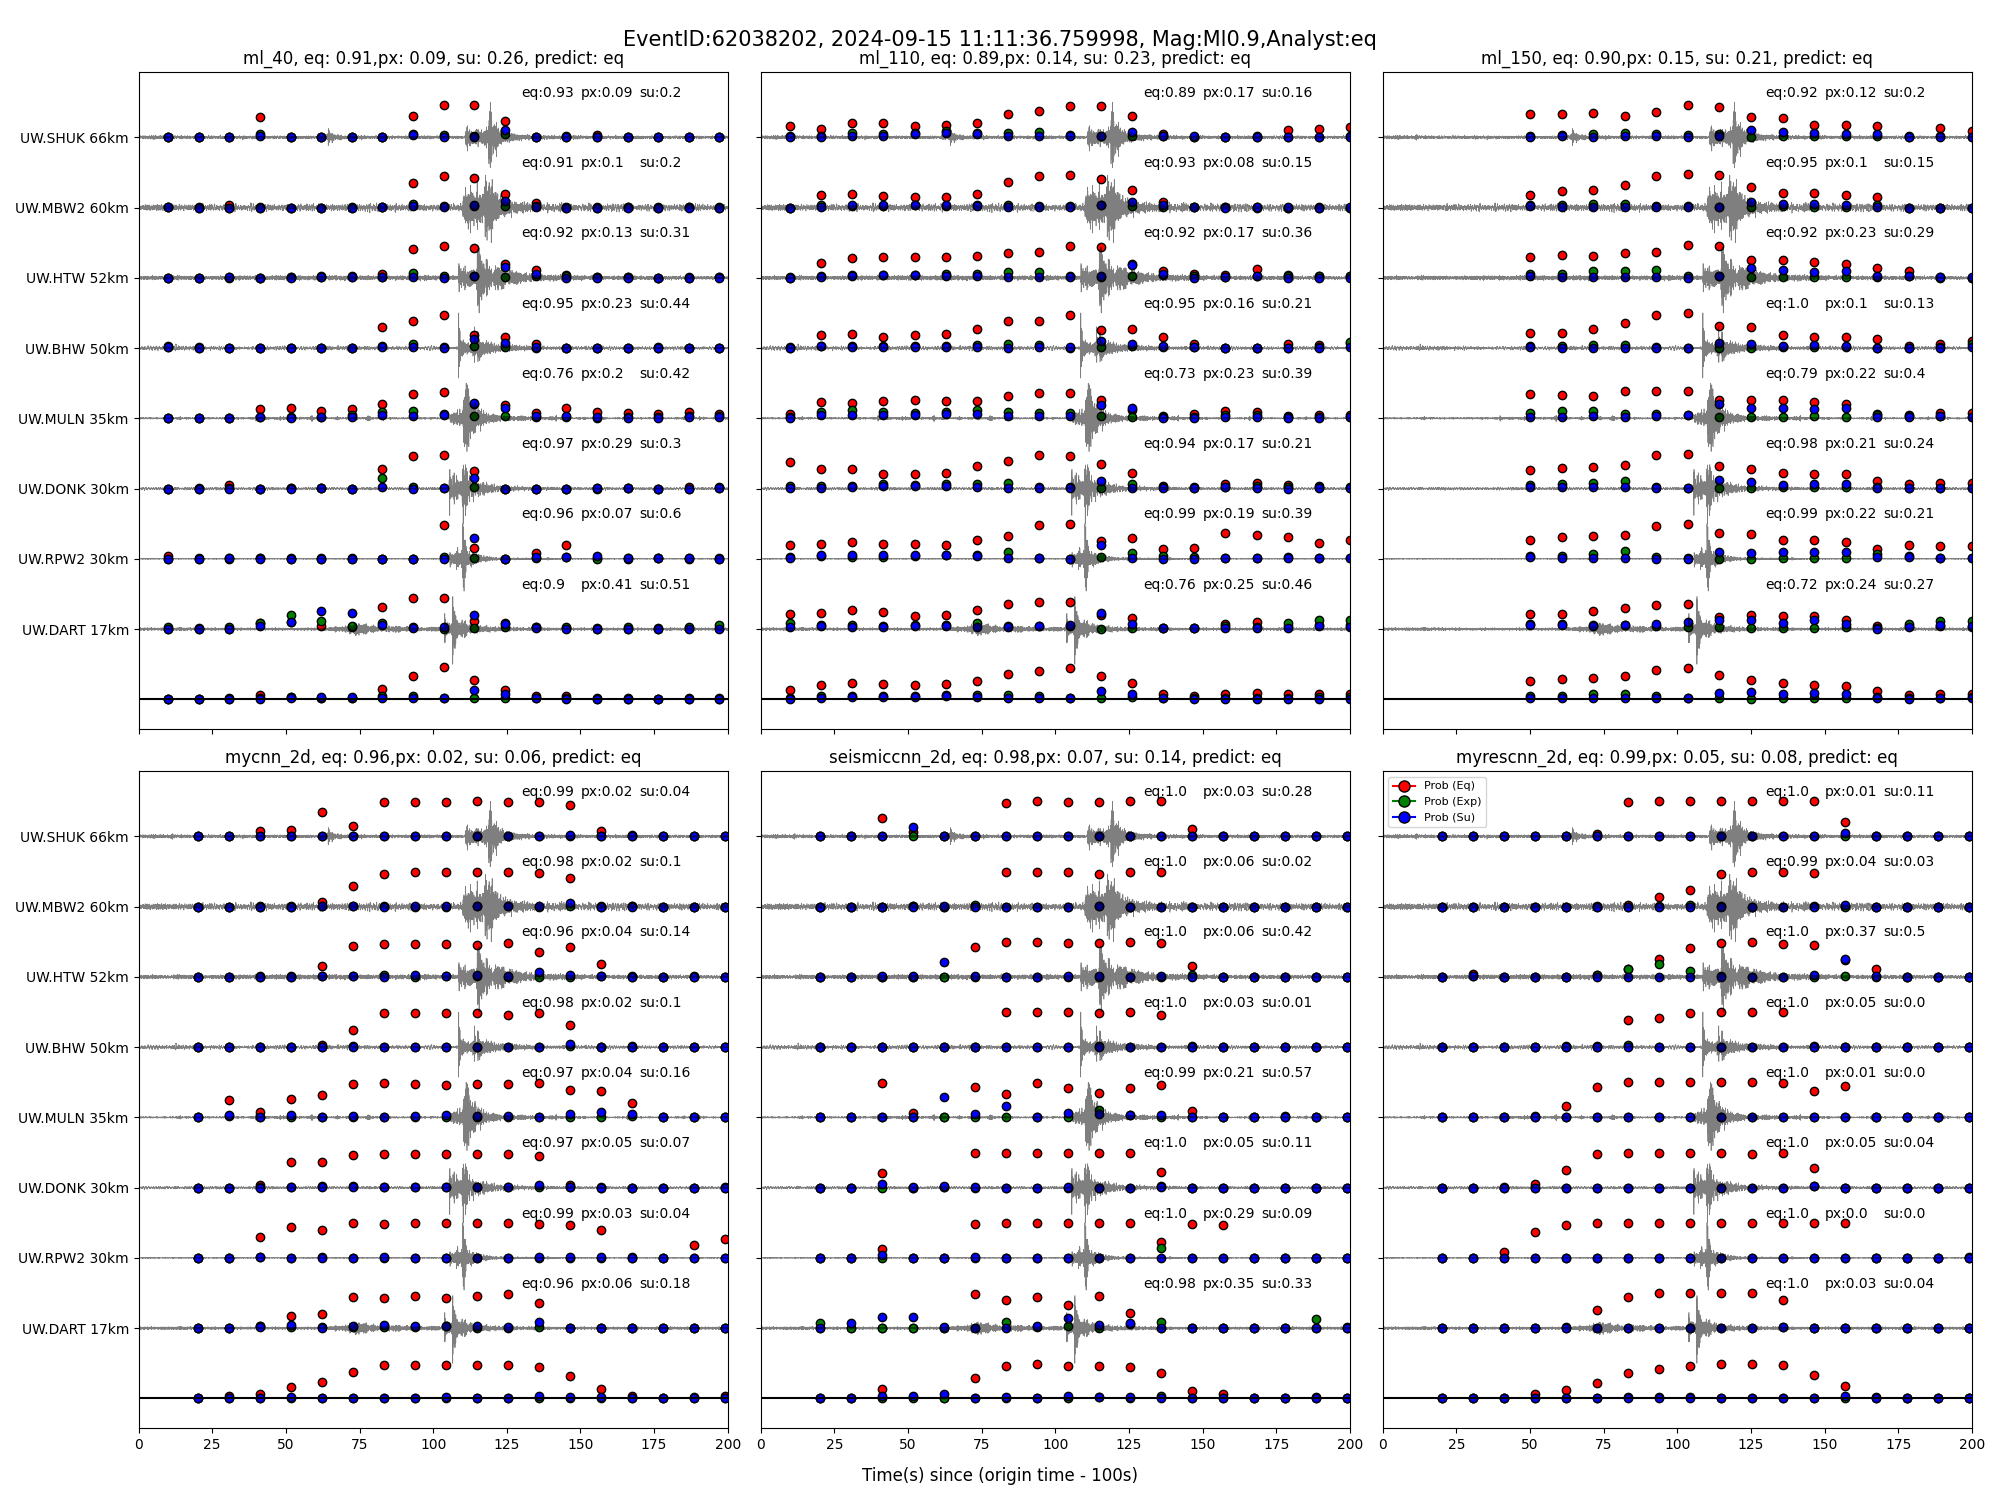 EventID:62038202, 2024-09-15 11:11:36.759998, Mag:Ml0.9,Analyst:eq
ml_40, eq: 0.91,px: 0.09, su: 0.26, predict: eq
UW.SHUK 66km
eq:0.93 px:0.09 su:0.2
UW.MBW2 60km
eq:0.91 px:0.1 su:0.2
UW.HTW 52km
eq:0.92 px:0.13 su:0.31
UW.BHW 50km
eq:0.95 px:0.23 su:0.44
UW.MULN 35km
eq:0.76 px:0.2 su:0.42
UW.DONK 30km
eq:0.97 px:0.29 su:0.3
UW.RPW2 30km
eq:0.96 px:0.07 su:0.6
UW.DART 17km
eq:0.9 px:0.41 su:0.51
ml_110, eq: 0.89,px: 0.14, su: 0.23, predict: eq
eq:0.89 px:0.17 su:0.16
eq:0.93 px:0.08 su:0.15
eq:0.92 px:0.17 su:0.36
eq:0.95 px:0.16 su:0.21
eq:0.73 px:0.23 su:0.39
eq:0.94 px:0.17 su:0.21
eq:0.99 px:0.19 su:0.39
eq:0.76 px:0.25 su:0.46
ml_150, eq: 0.90,px: 0.15, su: 0.21, predict: eq
eq:0.92 px:0.12 su:0.2
eq:0.95 px:0.1 su:0.15
eq:0.92 px:0.23 su:0.29
eq:1.0 px:0.1 su:0.13
eq:0.79 px:0.22 su:0.4
eq:0.98 px:0.21 su:0.24
eq:0.99 px:0.22 su:0.21
eq:0.72 px:0.24 su:0.27
mycnn_2d, eq: 0.96,px: 0.02, su: 0.06, predict: eq
UW.SHUK 66km
eq:0.99 px:0.02 su:0.04
UW.MBW2 60km
eq:0.98 px:0.02 su:0.1
UW.HTW 52km
eq:0.96 px:0.04 su:0.14
UW.BHW 50km
eq:0.98 px:0.02 su:0.1
UW.MULN 35km
eq:0.97 px:0.04 su:0.16
UW.DONK 30km
eq:0.97 px:0.05 su:0.07
UW.RPW2 30km
eq:0.99 px:0.03 su:0.04
UW.DART 17km
eq:0.96 px:0.06 su:0.18
0 25 50 75 100 125 150 175 200
seismiccnn_2d, eq: 0.98,px: 0.07, su: 0.14, predict: eq
eq:1.0 px:0.03 su:0.28
eq:1.0 px:0.06 su:0.02
eq:1.0 px:0.06 su:0.42
eq:1.0 px:0.03 su:0.01
eq:0.99 px:0.21 su:0.57
eq:1.0 px:0.05 su:0.11
eq:1.0 px:0.29 su:0.09
eq:0.98 px:0.35 su:0.33
0 25 50 75 100 125 150 175 200
myrescnn_2d, eq: 0.99,px: 0.05, su: 0.08, predict: eq
Prob (Eq)
Prob (Exp)
Prob (Su)
eq:1.0 px:0.01 su:0.11
eq:0.99 px:0.04 su:0.03
eq:1.0 px:0.37 su:0.5
eq:1.0 px:0.05 su:0.0
eq:1.0 px:0.01 su:0.0
eq:1.0 px:0.05 su:0.04
eq:1.0 px:0.0 su:0.0
eq:1.0 px:0.03 su:0.04
0 25 50 75 100 125 150 175 200
Time(s) since (origin time - 100s)